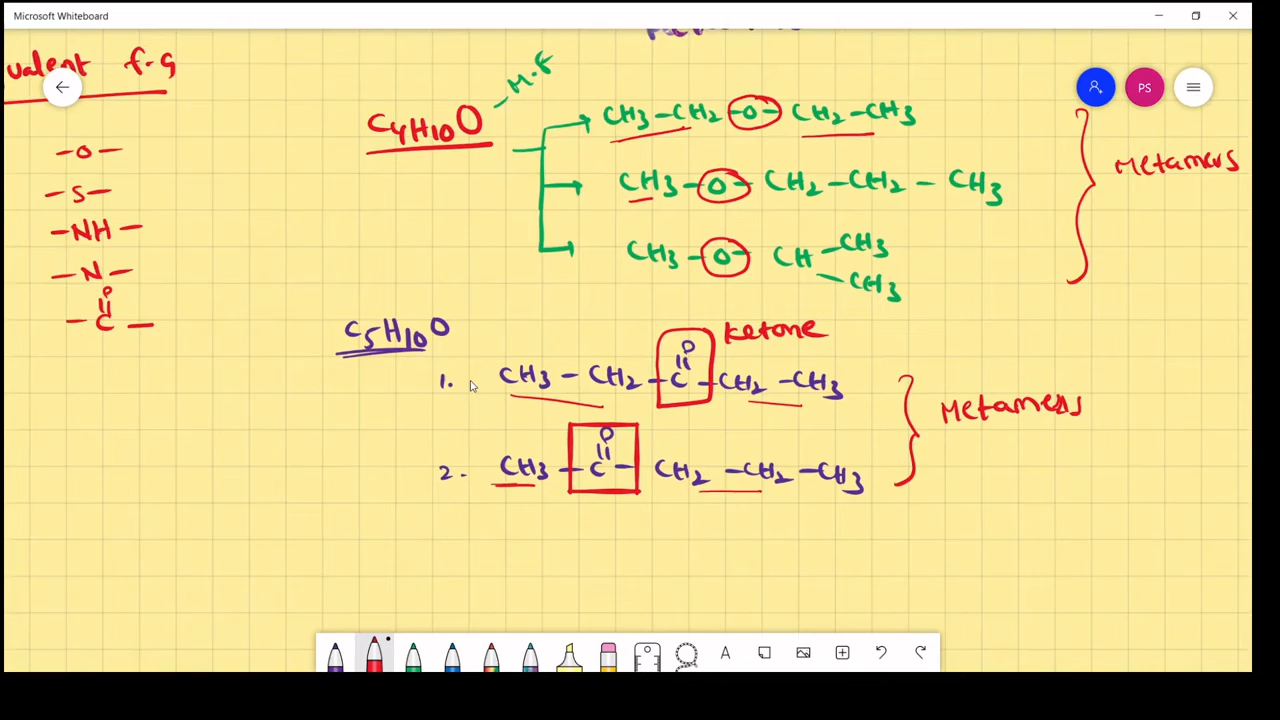 Microsoft Whiteboard
valent f-g
-O-
-S-
-NH-
-N-
O
||
-C-
PS
C4H10O - M.F
CH3-CH2-O-CH2-CH3
CH3-O-CH2-CH2-CH3
CH3-O-CH-CH3
-CH3
Metamers
C5H10O
Ketone
O
||
1. CH3-CH2-C-CH2-CH3
O
||
2. CH3-C-CH2-CH2-CH3
Metamers
A